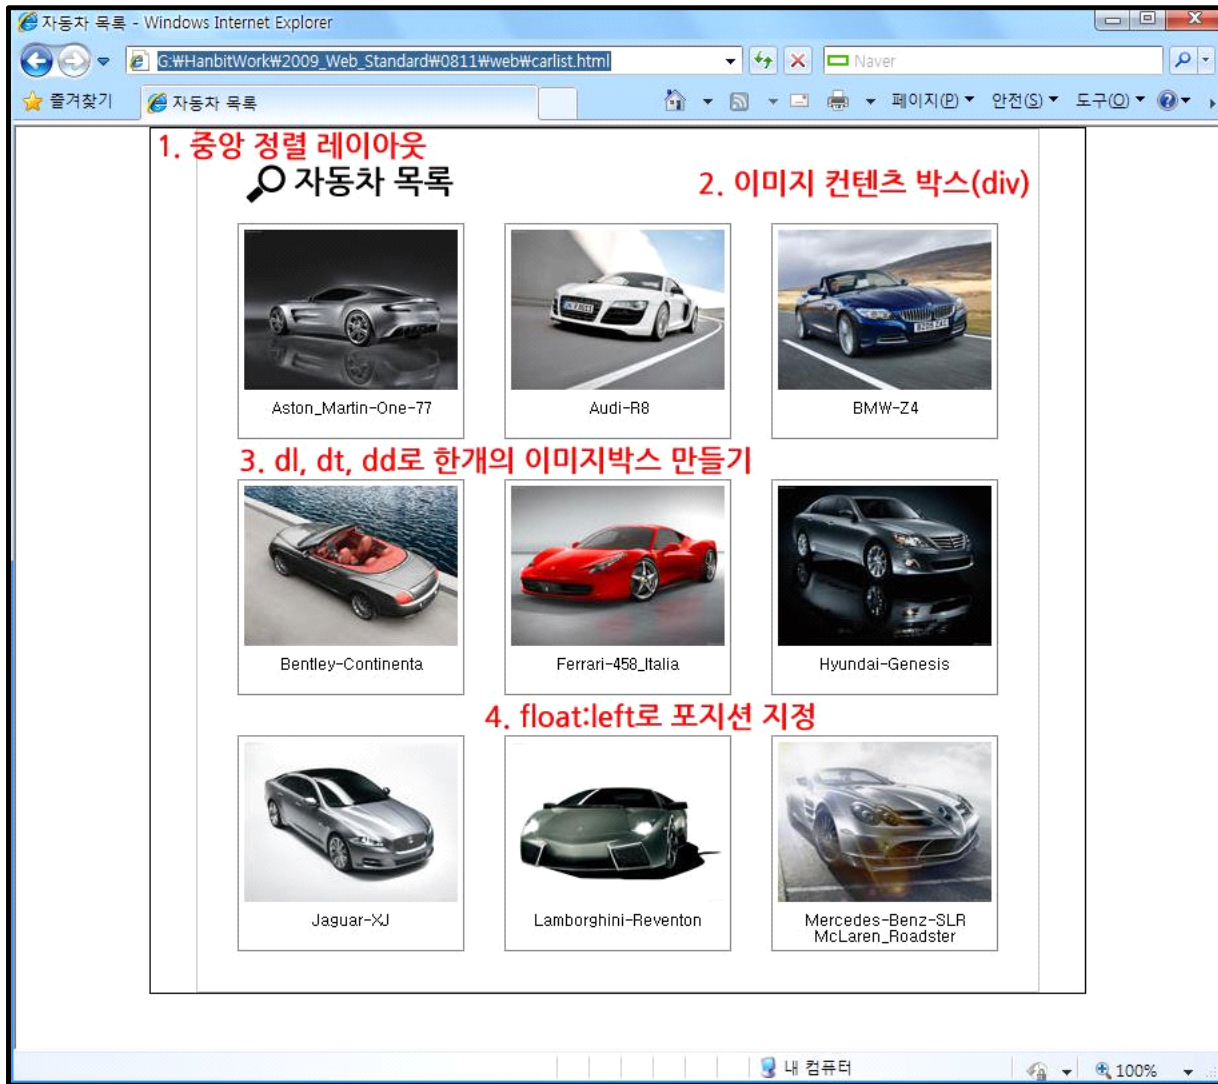 자동차 목록 - Windows Internet Explorer
G:₩HanbitWork₩2009_Web_Standard₩0811₩web₩carlist.html
Naver
즐겨찾기
자동차 목록
페이지(P)
안전(S)
도구(O)
1. 중앙 정렬 레이아웃
자동차 목록
2. 이미지 컨텐츠 박스(div)
Aston_Martin-One-77
Audi-R8
BMW-Z4
3. dl, dt, dd로 한개의 이미지박스 만들기
Bentley-Continenta
Ferrari-458_Italia
Hyundai-Genesis
4. float:left로 포지션 지정
Jaguar-XJ
Lamborghini-Reventon
Mercedes-Benz-SLR
McLaren_Roadster
내 컴퓨터
100%